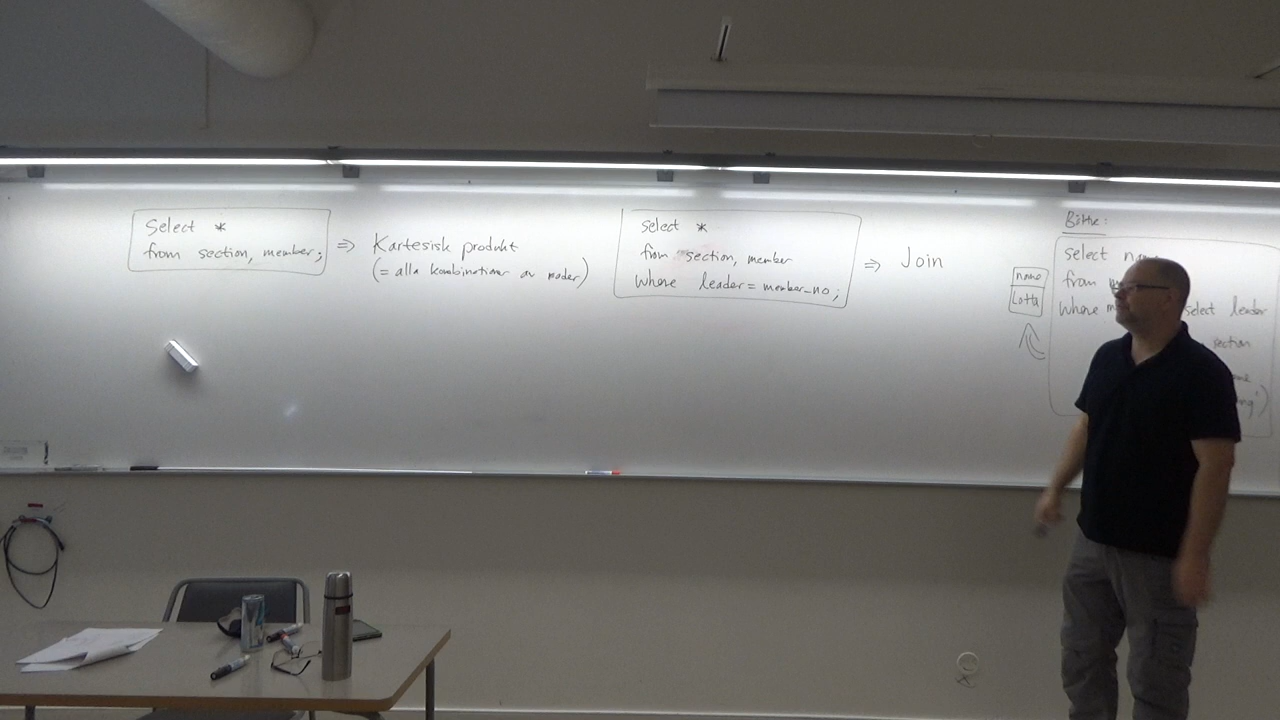 Select *
from section, member;
⇒ Kartesisk produkt
(= alla kombinationer av rader)
select *
from section, member
where leader = member_no;
⇒ Join
name
Lotta
Bättre:
select
from
where select leader
section